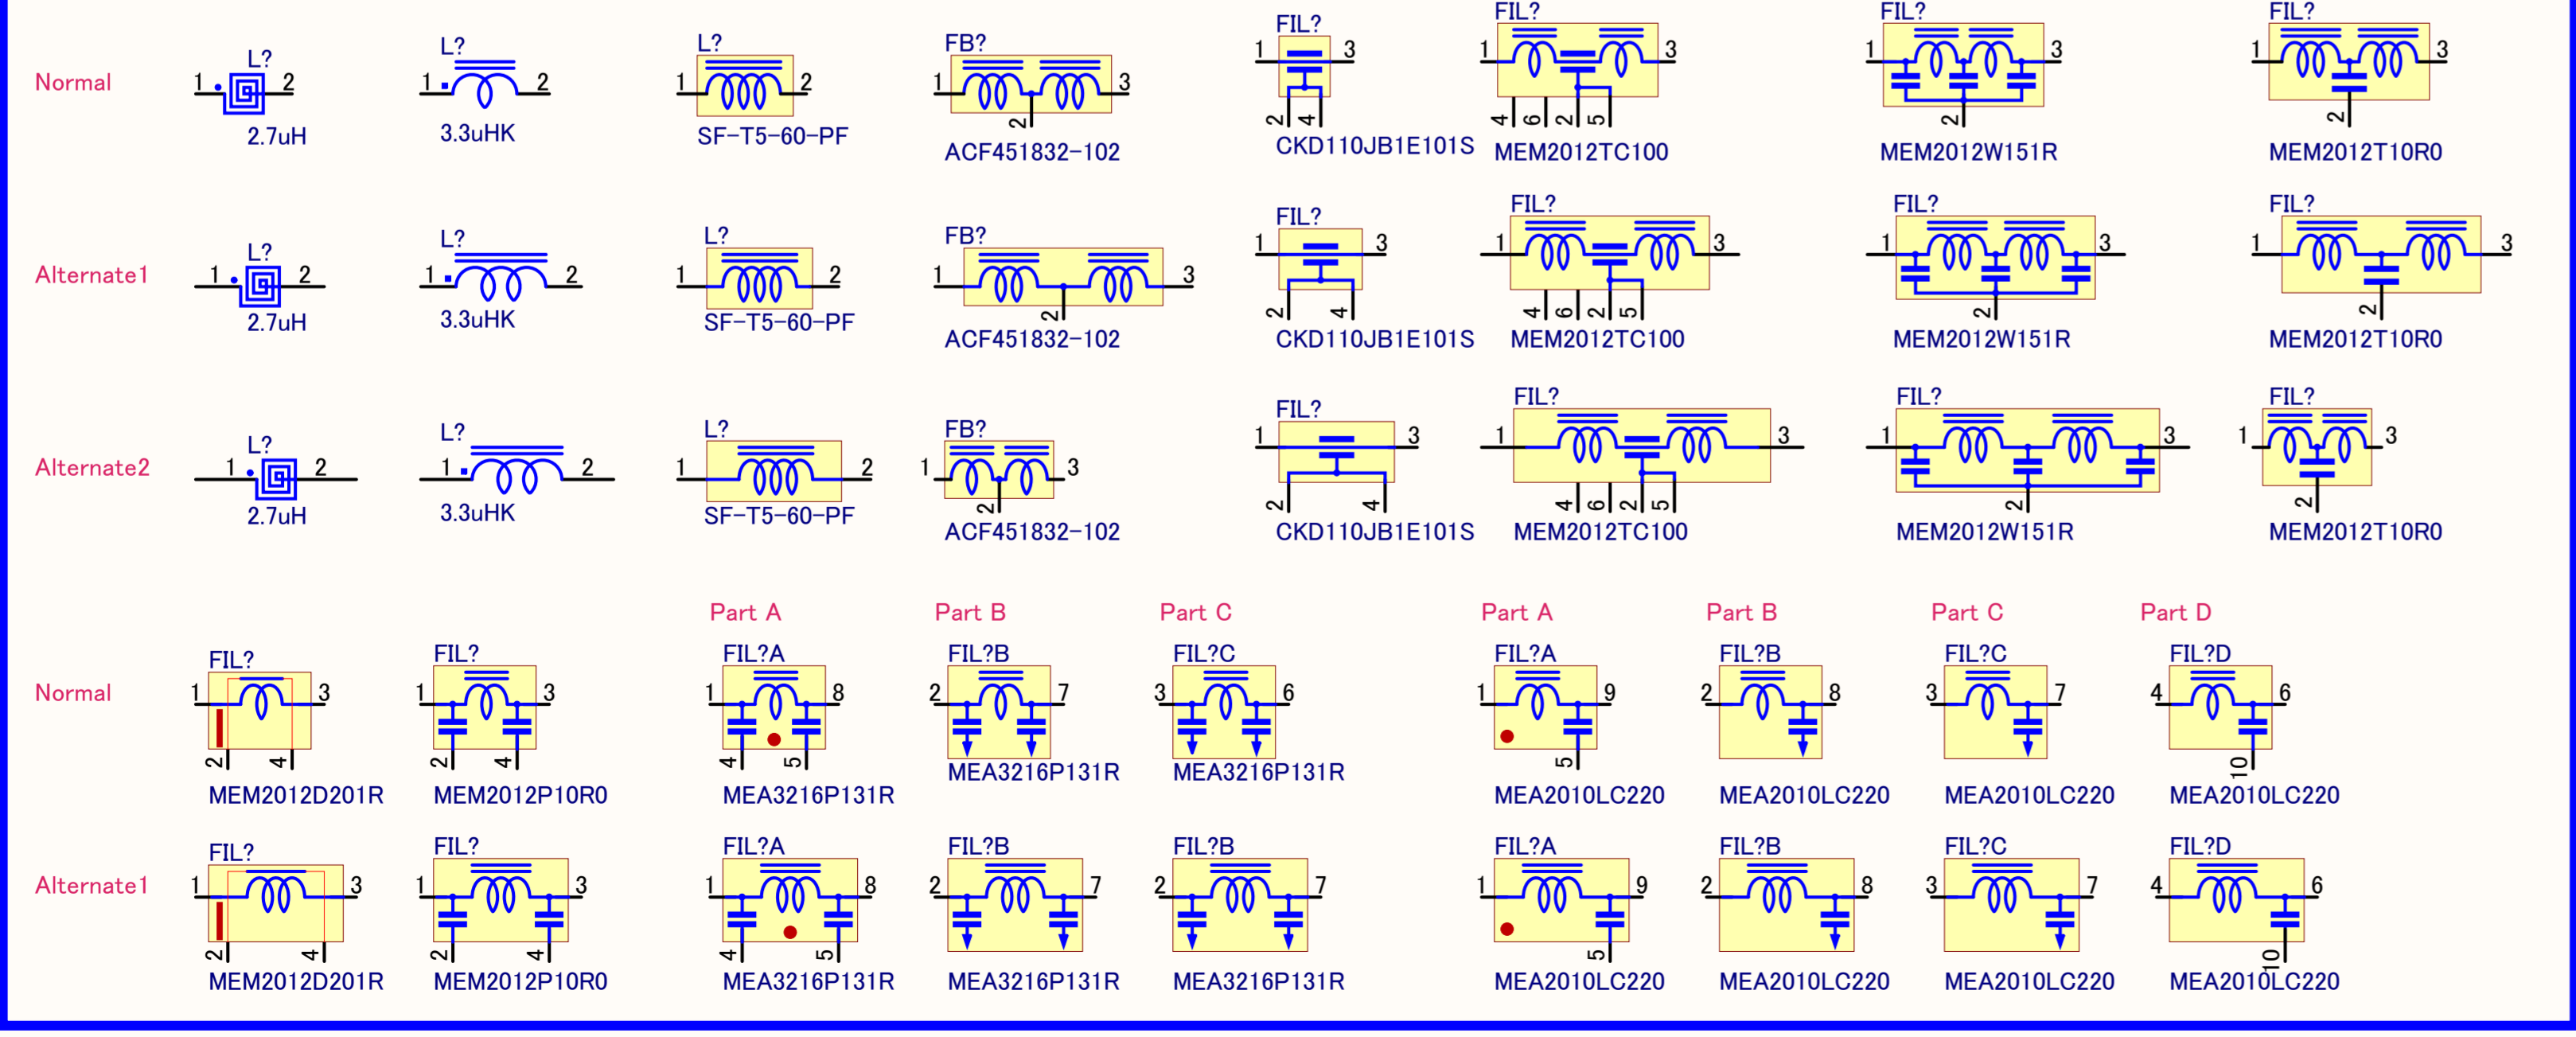 FIL? FIL? FIL? FIL?
L? L? L? FB? 1 3 1 3 1 3 1 3
Normal 1 2 1 2 1 2 1 3
2 2 4 4 6 2 5 2 2
2.7uH 3.3uHK SF-T5-60-PF ACF451832-102 CKD110JB1E101S MEM2012TC100 MEM2012W151R MEM2012T10R0
FIL? FIL? FIL? FIL?
L? L? L? FB? 1 3 1 3 1 3 1 3
Alternate1 1 2 1 2 1 2 1 3
2 2 4 4 6 2 5 2 2
2.7uH 3.3uHK SF-T5-60-PF ACF451832-102 CKD110JB1E101S MEM2012TC100 MEM2012W151R MEM2012T10R0
FIL? FIL? FIL? FIL?
L? L? L? FB? 1 3 1 3 1 3 1 3
Alternate2 1 2 1 2 1 2 1 3
2 2 4 4 6 2 5 2 2
2.7uH 3.3uHK SF-T5-60-PF ACF451832-102 CKD110JB1E101S MEM2012TC100 MEM2012W151R MEM2012T10R0
Part A Part B Part C Part A Part B Part C Part D
FIL? FIL? FIL?A FIL?B FIL?C FIL?A FIL?B FIL?C FIL?D
Normal 1 3 1 3 1 8 2 7 3 6 1 9 2 8 3 7 4 6
2 4 2 4 4 5 5 10
MEM2012D201R MEM2012P10R0 MEA3216P131R MEA3216P131R MEA3216P131R MEA2010LC220 MEA2010LC220 MEA2010LC220 MEA2010LC220
FIL? FIL? FIL?A FIL?B FIL?B FIL?A FIL?B FIL?C FIL?D
Alternate1 1 3 1 3 1 8 2 7 2 7 1 9 2 8 3 7 4 6
2 4 2 4 4 5 5 10
MEM2012D201R MEM2012P10R0 MEA3216P131R MEA3216P131R MEA3216P131R MEA2010LC220 MEA2010LC220 MEA2010LC220 MEA2010LC220